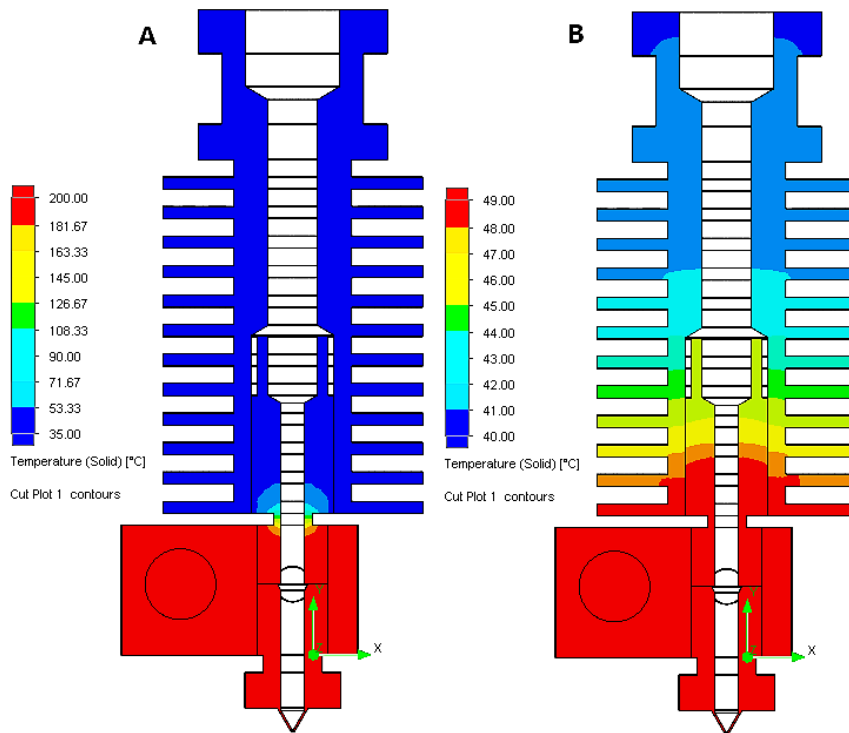 A
B
200.00
181.67
163.33
145.00
126.67
108.33
90.00
71.67
53.33
35.00
Temperature (Solid) [°C]
Cut Plot 1 contours
49.00
48.00
47.00
46.00
45.00
44.00
43.00
42.00
41.00
40.00
Temperature (Solid) [°C]
Cut Plot 1 contours
Y
X
Y
X